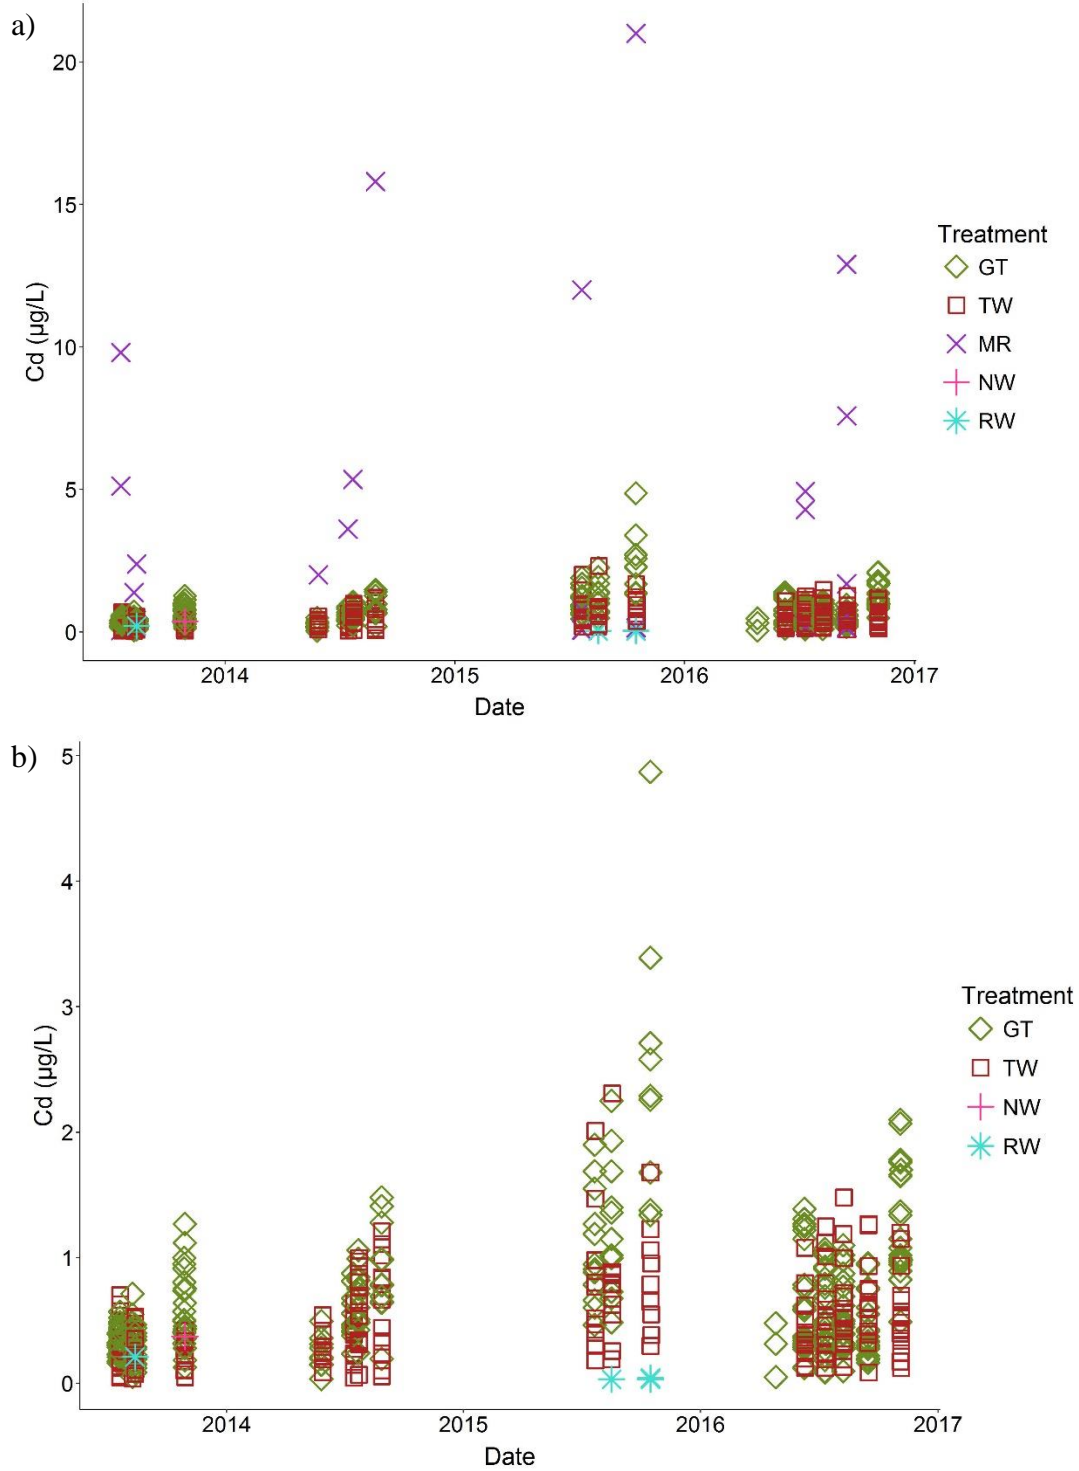 a)
20
15
10
5
0
Cd (µg/L)
2014 2015 2016 2017
Date
Treatment
GT
TW
MR
NW
RW
b)
5
4
3
2
1
0
Cd (µg/L)
2014 2015 2016 2017
Date
Treatment
GT
TW
NW
RW